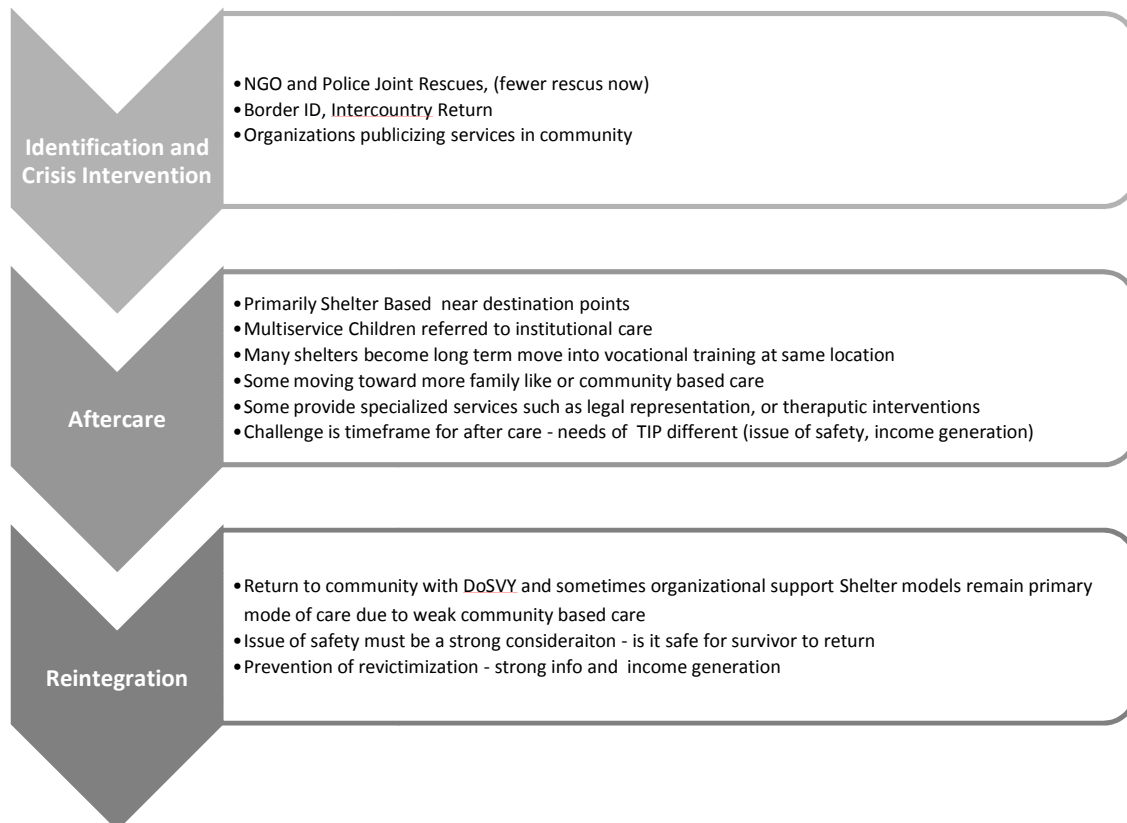 Identification and
Crisis Intervention
•NGO and Police Joint Rescues, (fewer rescus now)
•Border ID, Intercountry Return
•Organizations publicizing services in community
Aftercare
•Primarily Shelter Based near destination points
•Multiservice Children referred to institutional care
•Many shelters become long term move into vocational training at same location
•Some moving toward more family like or community based care
•Some provide specialized services such as legal representation, or theraputic interventions
•Challenge is timeframe for after care - needs of TIP different (issue of safety, income generation)
Reintegration
•Return to community with DoSVY and sometimes organizational support Shelter models remain primary
mode of care due to weak community based care
•Issue of safety must be a strong consideraiton - is it safe for survivor to return
•Prevention of revictimization - strong info and income generation